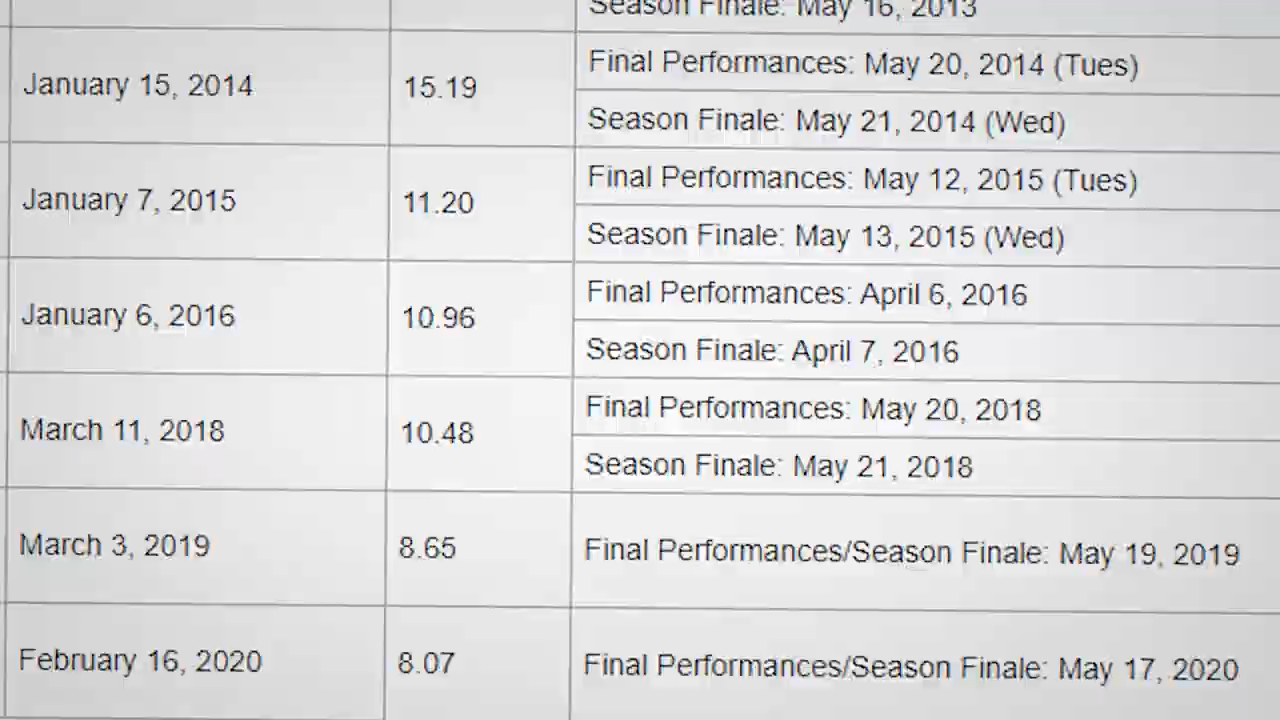 Season Finale: May 16, 2013
January 15, 2014
15.19
Final Performances: May 20, 2014 (Tues)
Season Finale: May 21, 2014 (Wed)
January 7, 2015
11.20
Final Performances: May 12, 2015 (Tues)
Season Finale: May 13, 2015 (Wed)
January 6, 2016
10.96
Final Performances: April 6, 2016
Season Finale: April 7, 2016
March 11, 2018
10.48
Final Performances: May 20, 2018
Season Finale: May 21, 2018
March 3, 2019
8.65
Final Performances/Season Finale: May 19, 2019
February 16, 2020
8.07
Final Performances/Season Finale: May 17, 2020